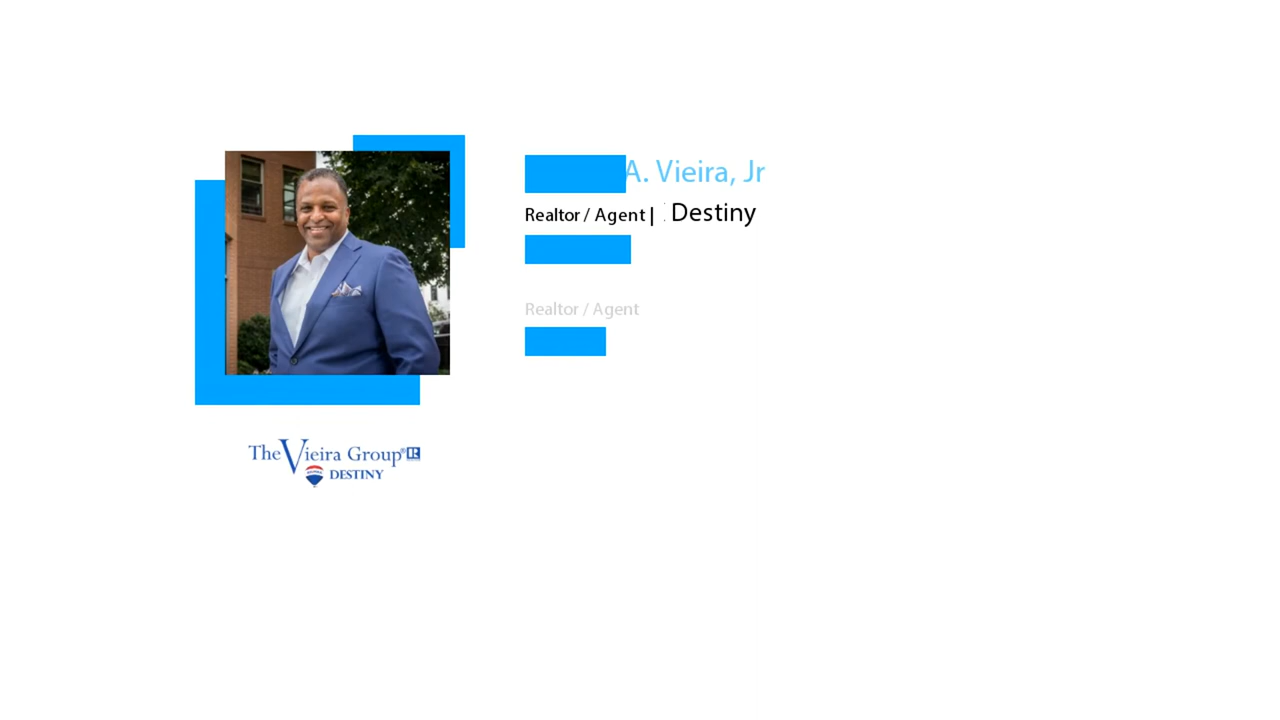 A. Vieira, Jr
Realtor / Agent | Destiny
Realtor / Agent
The Vieira Group® R
DESTINY